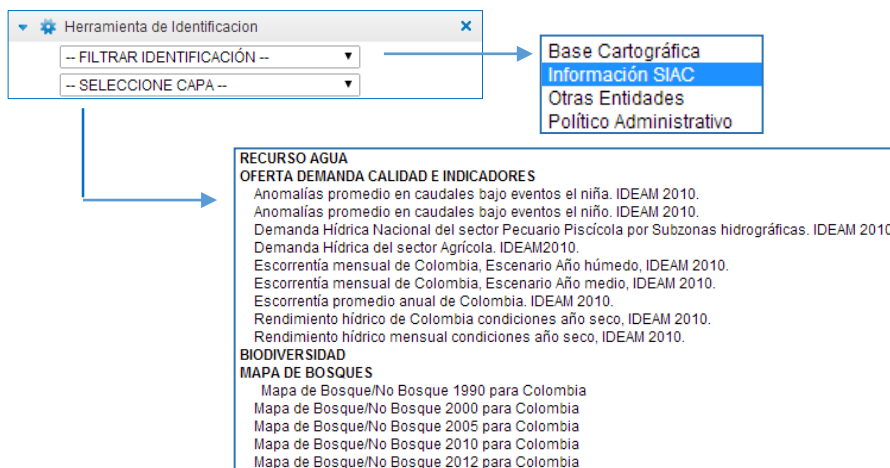 Herramienta de Identificacion
-- FILTRAR IDENTIFICACIÓN --
-- SELECCIONE CAPA --
Base Cartográfica
Información SIAC
Otras Entidades
Político Administrativo
RECURSO AGUA
OFERTA DEMANDA CALIDAD E INDICADORES
Anomalías promedio en caudales bajo eventos el niña. IDEAM 2010.
Anomalías promedio en caudales bajo eventos el niño. IDEAM 2010.
Demanda Hídrica Nacional del sector Pecuario Piscícola por Subzonas hidrográficas. IDEAM 2010
Demanda Hídrica del sector Agrícola. IDEAM2010.
Escorrentía mensual de Colombia, Escenario Año húmedo, IDEAM 2010.
Escorrentía mensual de Colombia, Escenario Año medio, IDEAM 2010.
Escorrentía promedio anual de Colombia. IDEAM 2010.
Rendimiento hídrico de Colombia condiciones año seco, IDEAM 2010.
Rendimiento hídrico mensual condiciones año seco, IDEAM 2010.
BIODIVERSIDAD
MAPA DE BOSQUES
Mapa de Bosque/No Bosque 1990 para Colombia
Mapa de Bosque/No Bosque 2000 para Colombia
Mapa de Bosque/No Bosque 2005 para Colombia
Mapa de Bosque/No Bosque 2010 para Colombia
Mapa de Bosque/No Bosque 2012 para Colombia